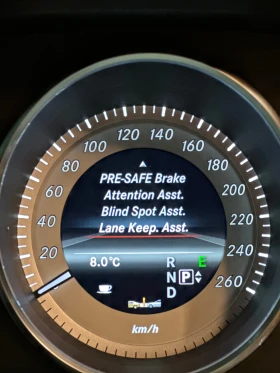 120 140
100 160
80 180
60 200
40 220
20 240
260
PRE-SAFE Brake
Attention Asst.
Blind Spot Asst.
Lane Keep. Asst.
8.0°C
R E
N P
D
km/h